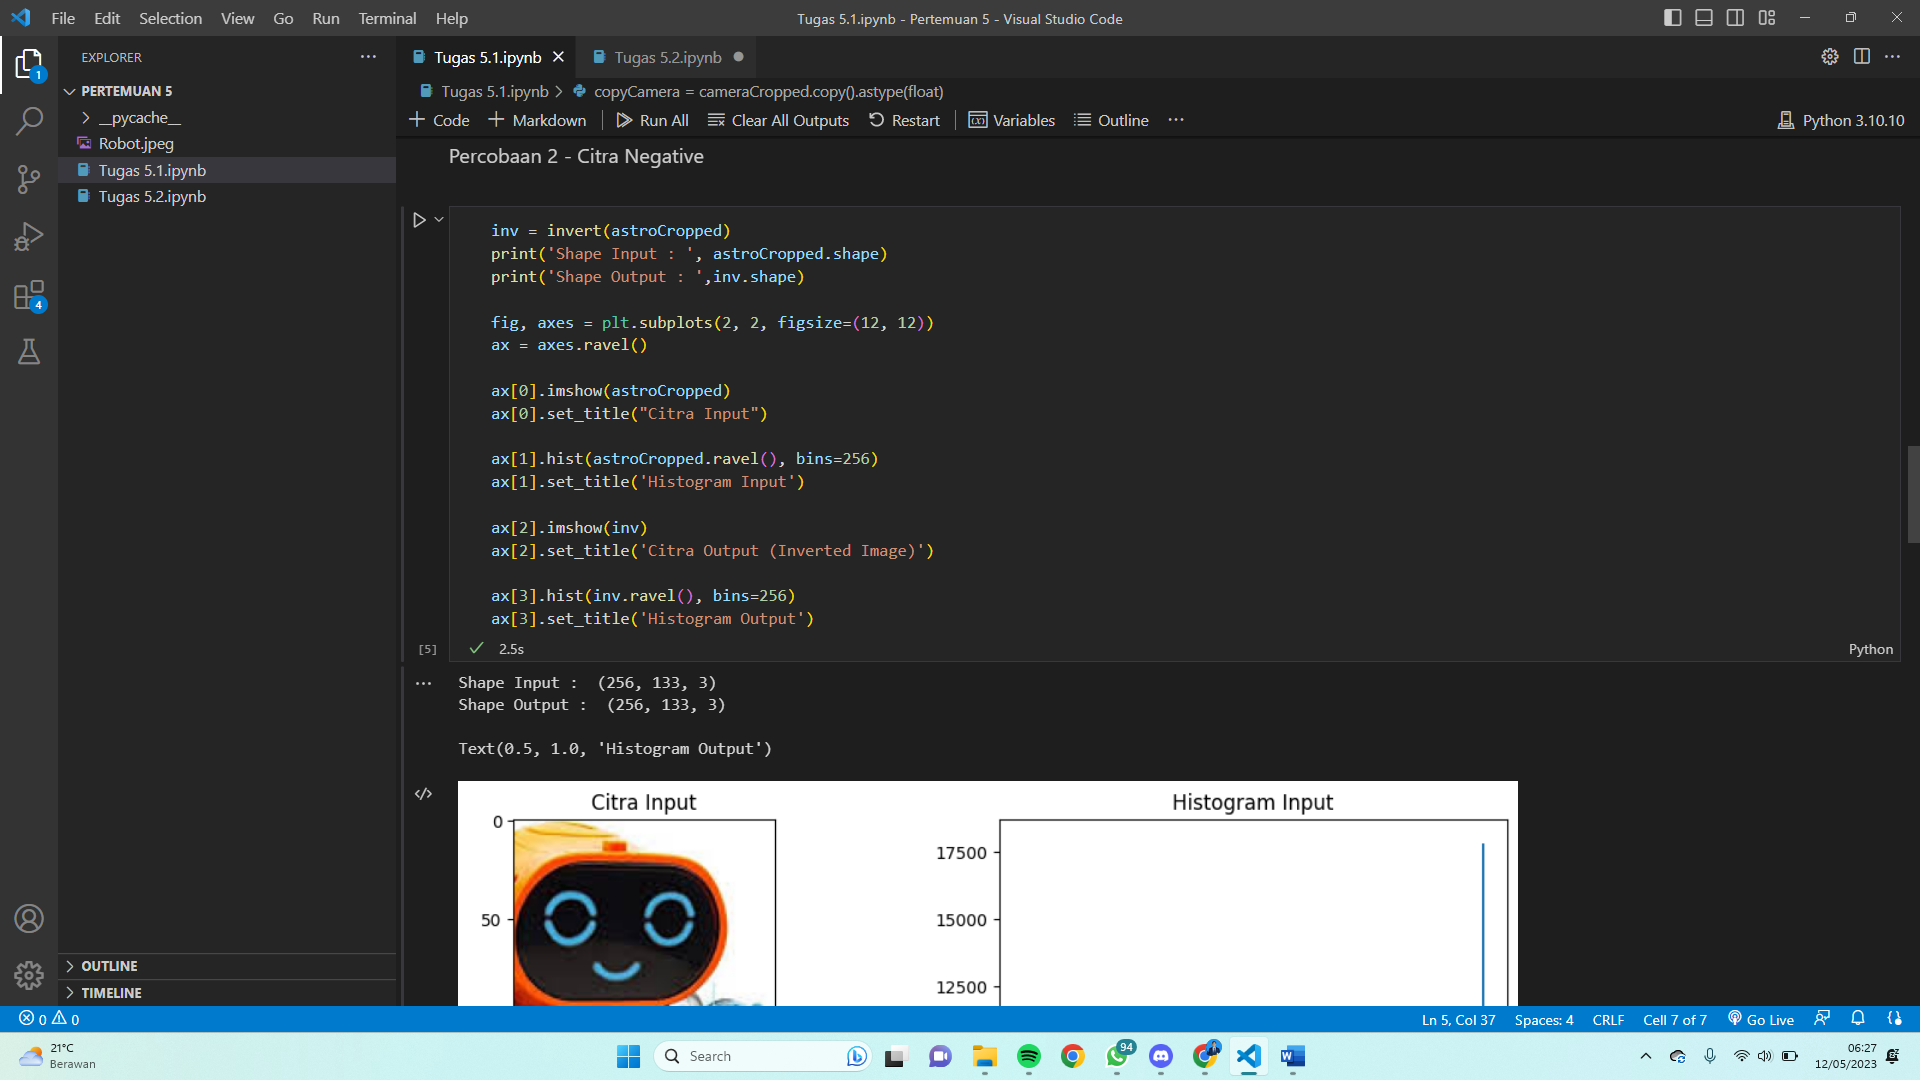 File Edit Selection View Go Run Terminal Help
Tugas 5.1.ipynb - Pertemuan 5 - Visual Studio Code
EXPLORER
PERTEMUAN 5
__pycache__
Robot.jpeg
Tugas 5.1.ipynb
Tugas 5.2.ipynb
OUTLINE
TIMELINE
1
4
Tugas 5.1.ipynb
Tugas 5.2.ipynb
Tugas 5.1.ipynb > copyCamera = cameraCropped.copy().astype(float)
+ Code + Markdown Run All Clear All Outputs Restart Variables Outline ...
Python 3.10.10
Percobaan 2 - Citra Negative
inv = invert(astroCropped)
print('Shape Input : ', astroCropped.shape)
print('Shape Output : ',inv.shape)
fig, axes = plt.subplots(2, 2, figsize=(12, 12))
ax = axes.ravel()
ax[0].imshow(astroCropped)
ax[0].set_title("Citra Input")
ax[1].hist(astroCropped.ravel(), bins=256)
ax[1].set_title('Histogram Input')
ax[2].imshow(inv)
ax[2].set_title('Citra Output (Inverted Image)')
ax[3].hist(inv.ravel(), bins=256)
ax[3].set_title('Histogram Output')
[5] 2.5s
Python
Shape Input :  (256, 133, 3)
Shape Output :  (256, 133, 3)
Text(0.5, 1.0, 'Histogram Output')
Citra Input
0
50
Histogram Input
17500
15000
12500
0 0
Ln 5, Col 37 Spaces: 4 CRLF Cell 7 of 7 Go Live
21°C
Berawan
Search
94
06:27
12/05/2023